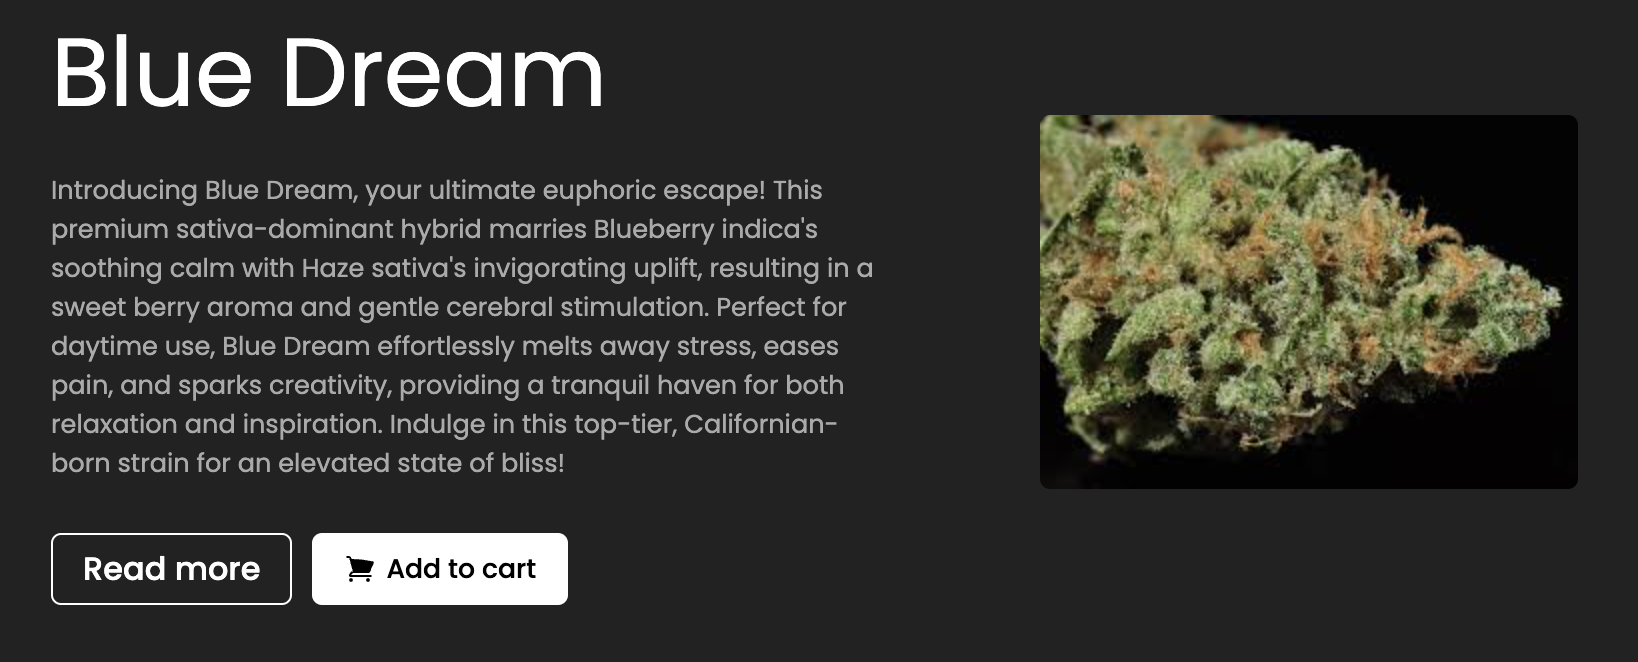 Blue Dream
Introducing Blue Dream, your ultimate euphoric escape! This
premium sativa-dominant hybrid marries Blueberry indica's
soothing calm with Haze sativa's invigorating uplift, resulting in a
sweet berry aroma and gentle cerebral stimulation. Perfect for
daytime use, Blue Dream effortlessly melts away stress, eases
pain, and sparks creativity, providing a tranquil haven for both
relaxation and inspiration. Indulge in this top-tier, Californian-
born strain for an elevated state of bliss!
Read more
Add to cart